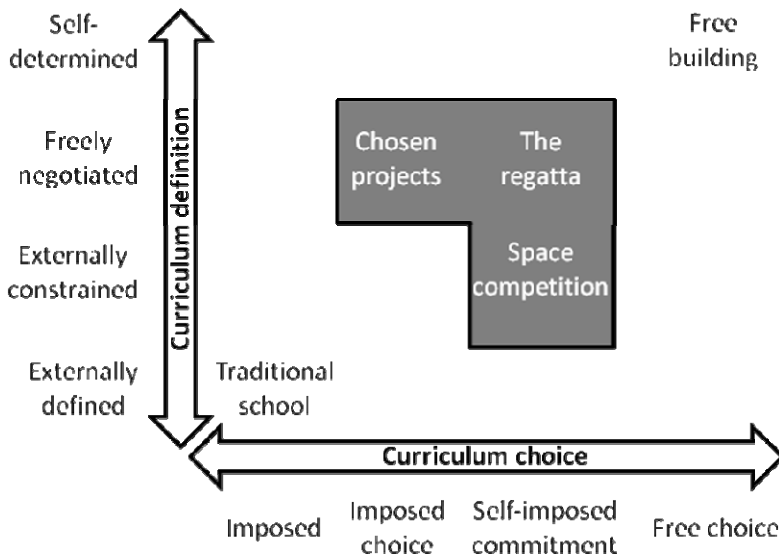 Self-
determined
Free
building
Freely
negotiated
Chosen
projects
The
regatta
Curriculum definition
Externally
constrained
Space
competition
Externally
defined
Traditional
school
Curriculum choice
Imposed
Imposed
choice
Self-imposed
commitment
Free choice